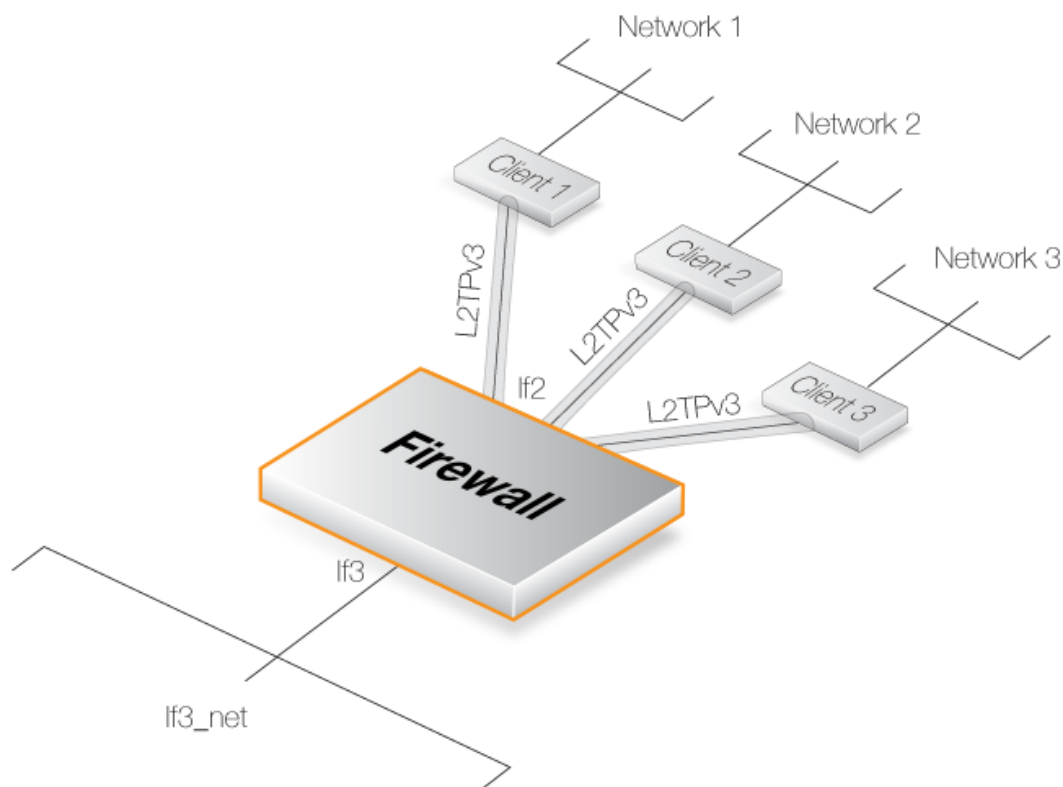 Network 1
Network 2
Client 1
Client 2
Network 3
L2TPv3
L2TPv3
Client 3
If2
L2TPv3
Firewall
If3
If3_net